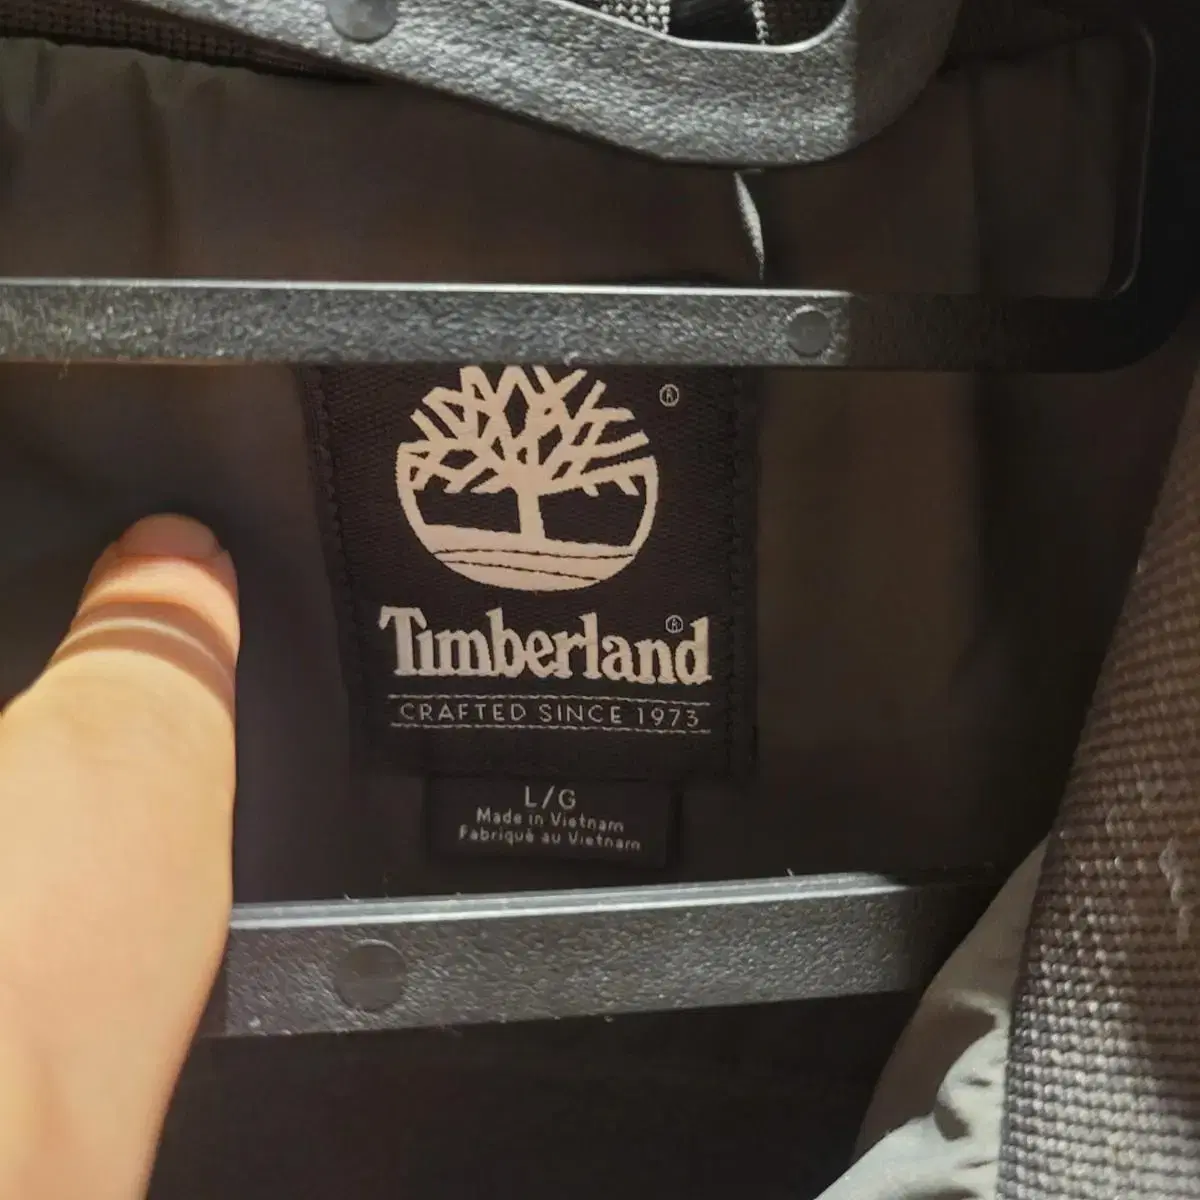 ®
Timberland®
CRAFTED SINCE 1973
L/G
Made in Vietnam
Fabriqué au Vietnam